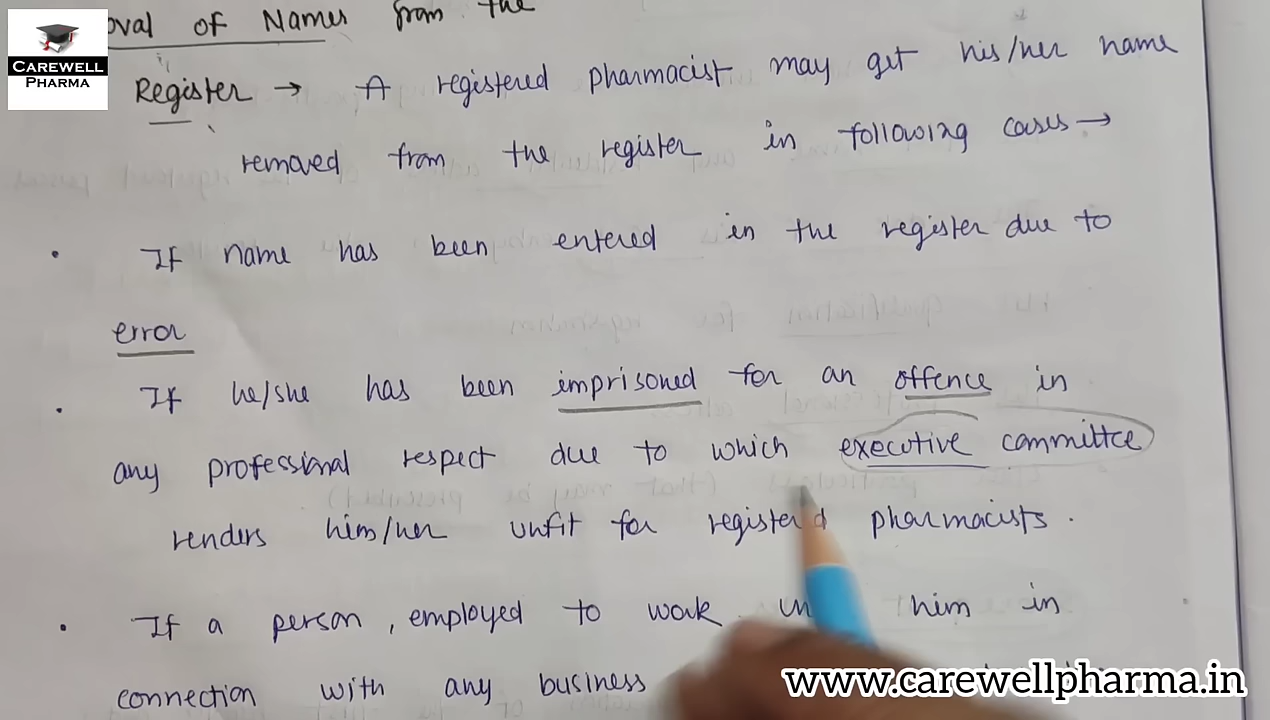 oval of Names from the
CAREWELL
PHARMA
Register → A registered pharmacist may get his/her name
removed from the register in following cases →
• If name has been entered in the register due to
error
• If he/she has been imprisoned for an offence in
any professional respect due to which executive committee
renders him/her unfit for registered pharmacists.
• If a person, employed to work him in
connection with any business
www.carewellpharma.in